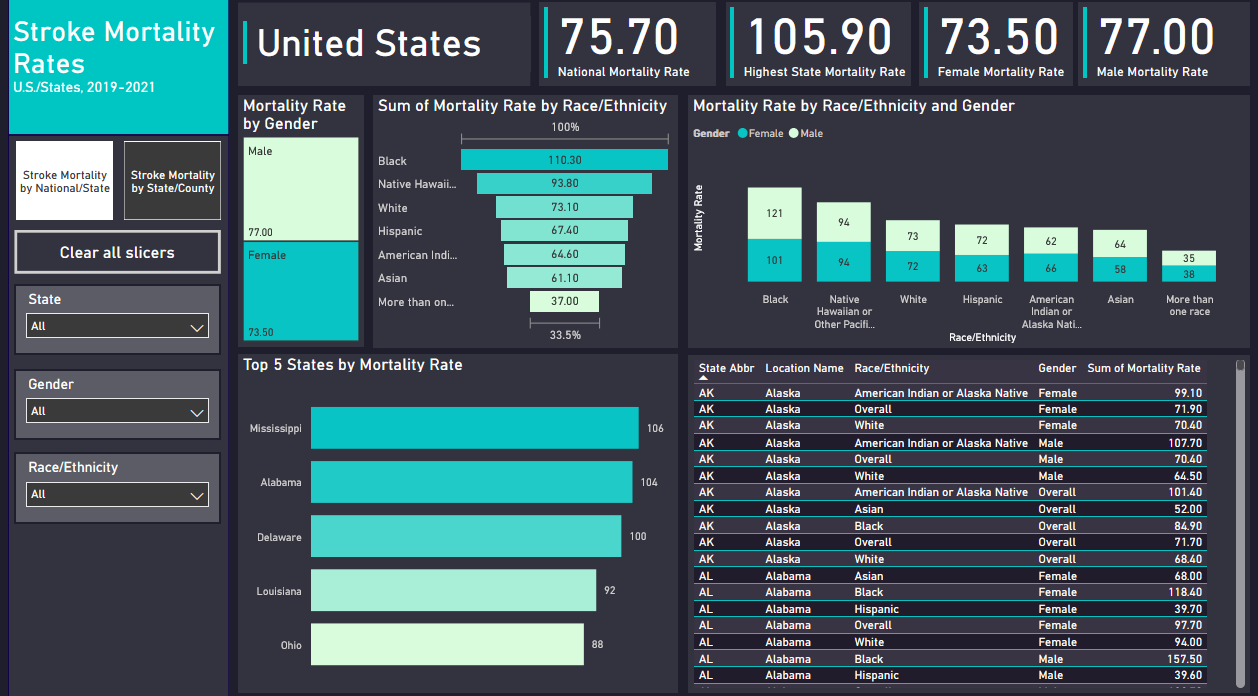 Stroke Mortality
Rates
U.S./States, 2019-2021
Stroke Mortality
by National/State
Stroke Mortality
by State/County
Clear all slicers
State
All
Gender
All
Race/Ethnicity
All
United States
75.70
National Mortality Rate
105.90
Highest State Mortality Rate
73.50
Female Mortality Rate
77.00
Male Mortality Rate
Mortality Rate
by Gender
Male
77.00
Female
73.50
Sum of Mortality Rate by Race/Ethnicity
100%
Black 110.30
Native Hawaii... 93.80
White 73.10
Hispanic 67.40
American Indi... 64.60
Asian 61.10
More than on... 37.00
33.5%
Mortality Rate by Race/Ethnicity and Gender
Gender Female Male
Mortality Rate
121
101
94
94
73
72
72
63
62
66
64
58
35
38
Black
Native
Hawaiian or
Other Pacifi...
White
Hispanic
American
Indian or
Alaska Nati...
Asian
More than
one race
Race/Ethnicity
Top 5 States by Mortality Rate
Mississippi 106
Alabama 104
Delaware 100
Louisiana 92
Ohio 88
State Abbr Location Name Race/Ethnicity Gender Sum of Mortality Rate
AK Alaska American Indian or Alaska Native Female 99.10
AK Alaska Overall Female 71.90
AK Alaska White Female 70.40
AK Alaska American Indian or Alaska Native Male 107.70
AK Alaska Overall Male 70.40
AK Alaska White Male 64.50
AK Alaska American Indian or Alaska Native Overall 101.40
AK Alaska Asian Overall 52.00
AK Alaska Black Overall 84.90
AK Alaska Overall Overall 71.70
AK Alaska White Overall 68.40
AL Alabama Asian Female 68.00
AL Alabama Black Female 118.40
AL Alabama Hispanic Female 39.70
AL Alabama Overall Female 97.70
AL Alabama White Female 94.00
AL Alabama Black Male 157.50
AL Alabama Hispanic Male 39.60